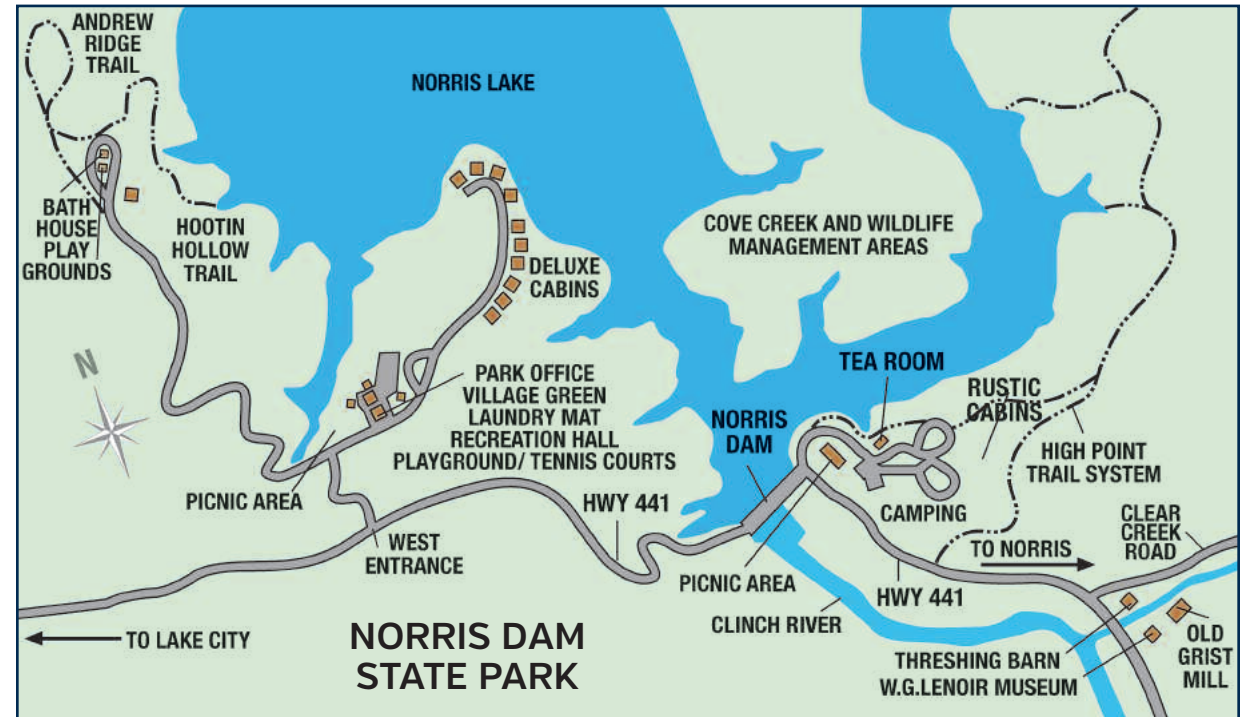 ANDREW
RIDGE
TRAIL
NORRIS LAKE
BATH
HOUSE
PLAY
GROUNDS
HOOTIN
HOLLOW
TRAIL
COVE CREEK AND WILDLIFE
MANAGEMENT AREAS
DELUXE
CABINS
N
PARK OFFICE
VILLAGE GREEN
LAUNDRY MAT
RECREATION HALL
PLAYGROUND/ TENNIS COURTS
TEA ROOM
RUSTIC
CABINS
NORRIS
DAM
HIGH POINT
TRAIL SYSTEM
PICNIC AREA
HWY 441
CAMPING
CLEAR
CREEK
ROAD
WEST
ENTRANCE
TO NORRIS
PICNIC AREA
HWY 441
CLINCH RIVER
TO LAKE CITY
NORRIS DAM
STATE PARK
THRESHING BARN
W.G.LENOIR MUSEUM
OLD
GRIST
MILL